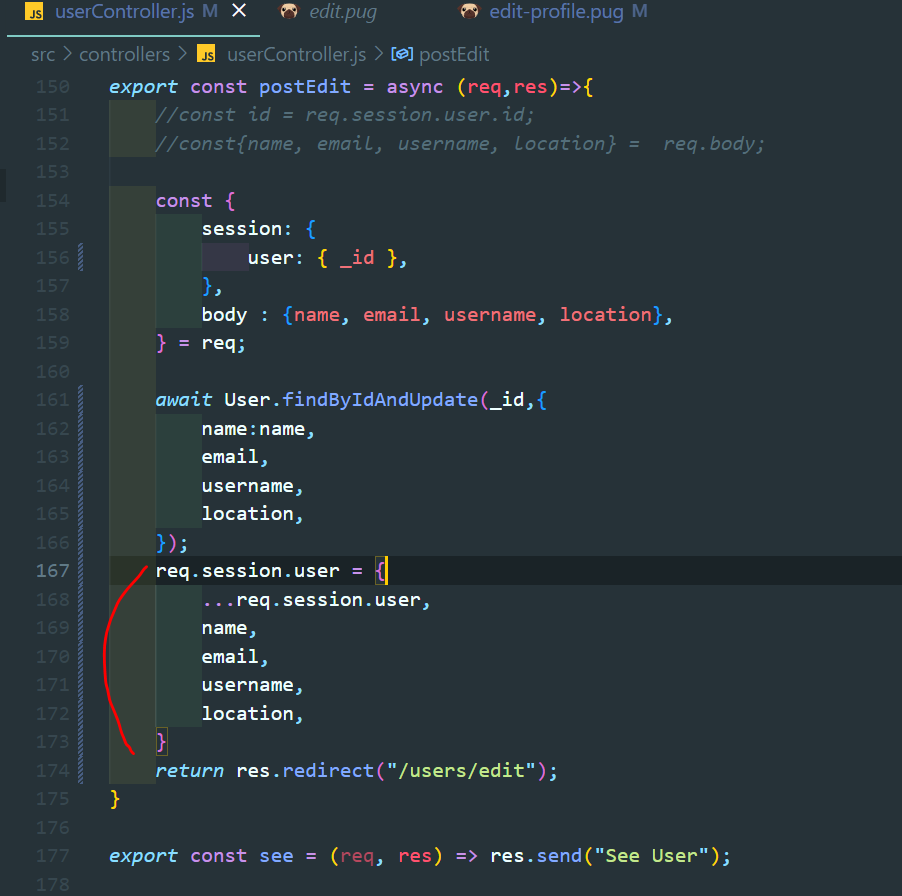 JS userController.js M X edit.pug edit-profile.pug M
src > controllers > JS userController.js > postEdit
150 export const postEdit = async (req,res)=>{
151 //const id = req.session.user.id;
152 //const{name, email, username, location} =  req.body;
153
154 const {
155 session: {
156 user: { _id },
157 },
158 body : {name, email, username, location},
159 } = req;
160
161 await User.findByIdAndUpdate(_id,{
162 name:name,
163 email,
164 username,
165 location,
166 });
167 req.session.user = {
168 ...req.session.user,
169 name,
170 email,
171 username,
172 location,
173 }
174 return res.redirect("/users/edit");
175 }
176
177 export const see = (req, res) => res.send("See User");
178